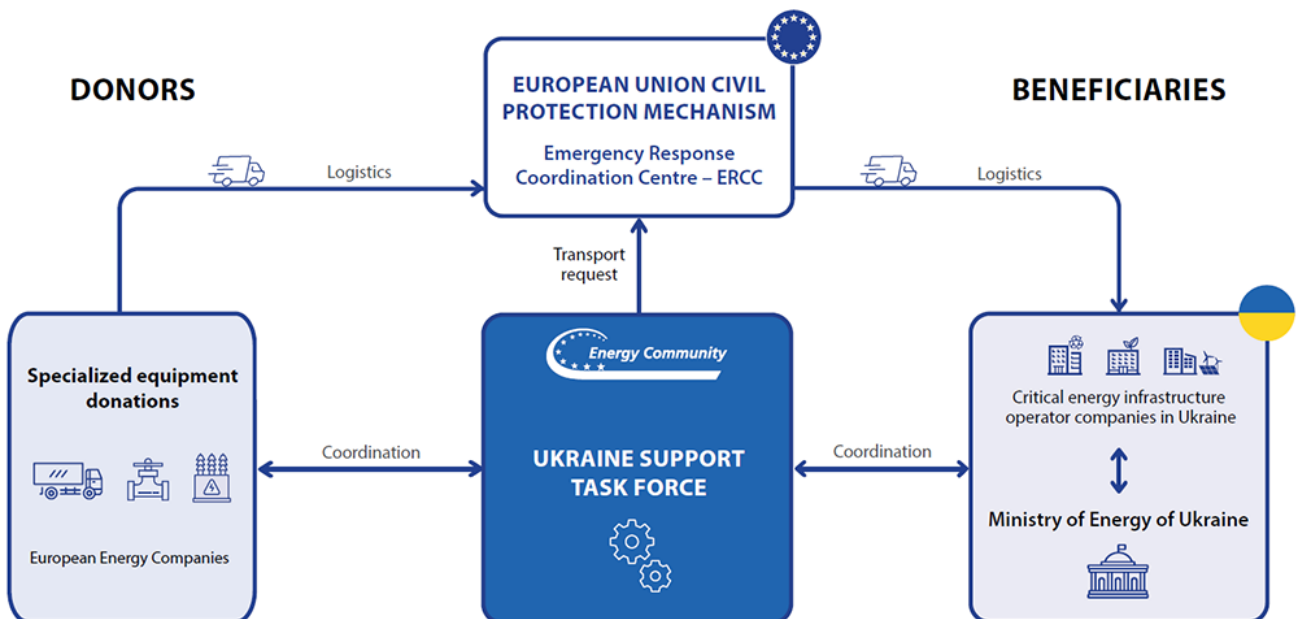 DONORS
EUROPEAN UNION CIVIL
PROTECTION MECHANISM
Emergency Response
Coordination Centre – ERCC
BENEFICIARIES
Logistics
Logistics
Transport
request
Specialized equipment
donations
European Energy Companies
Coordination
Energy Community
UKRAINE SUPPORT
TASK FORCE
Coordination
Critical energy infrastructure
operator companies in Ukraine
Ministry of Energy of Ukraine